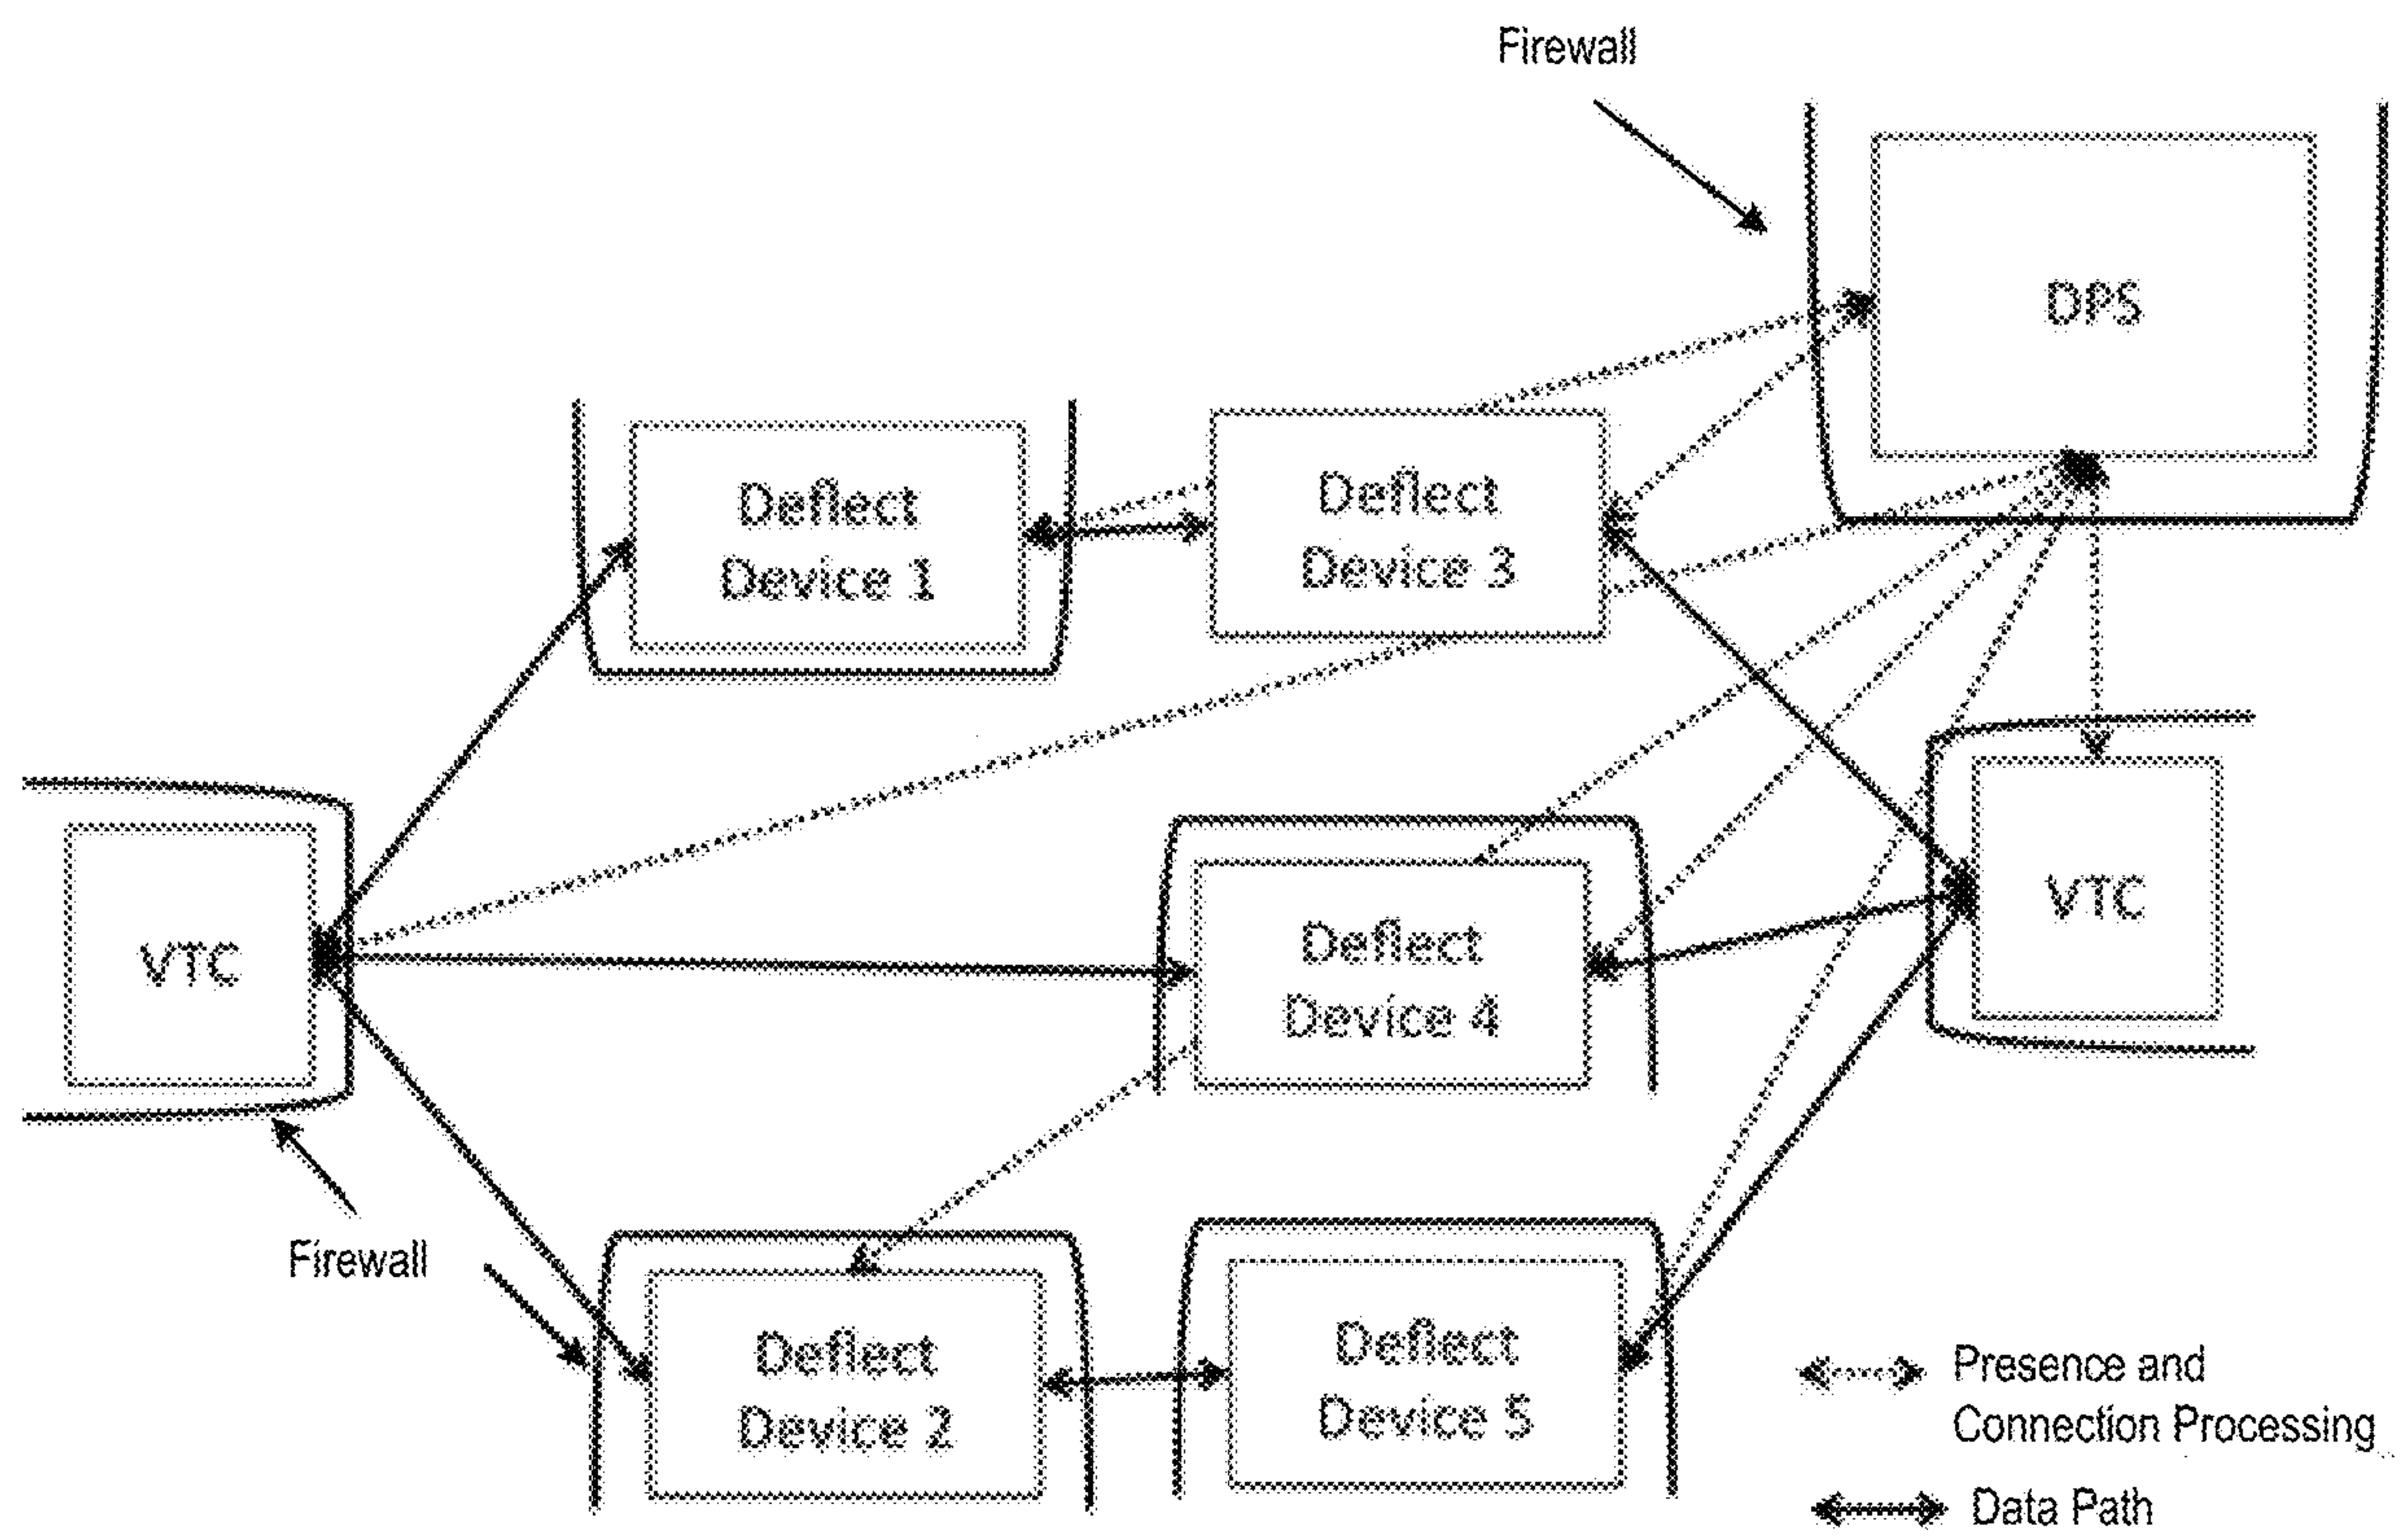 Firewall
DPS
Deflect
Device 1
Deflect
Device 3
VTC
Deflect
Device 4
VTC
Firewall
Deflect
Device 2
Deflect
Device 5
Presence and
Connection Processing
Data Path